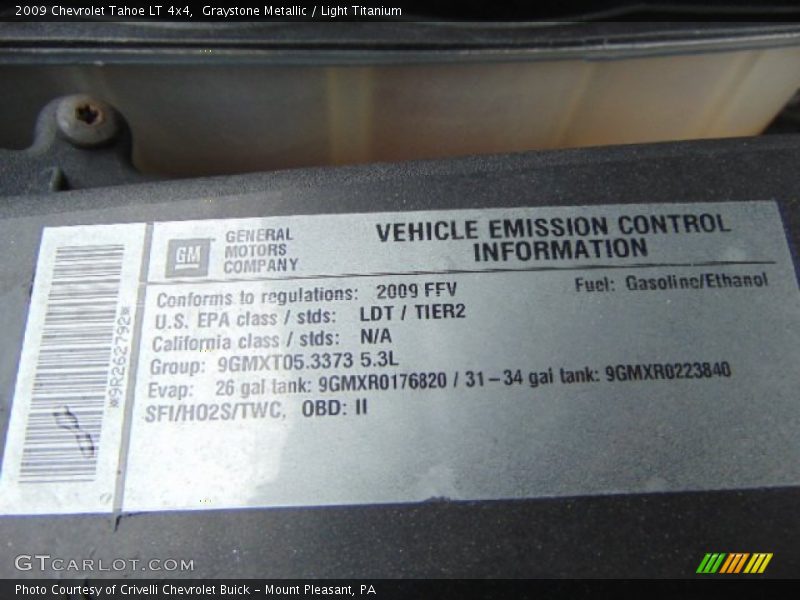 2009 Chevrolet Tahoe LT 4x4,  Graystone Metallic / Light Titanium
GM
GENERAL
MOTORS
COMPANY
VEHICLE EMISSION CONTROL
INFORMATION
Conforms to regulations: 2009 FFV
Fuel: Gasoline/Ethanol
U.S. EPA class / stds: LDT / TIER2
California class / stds: N/A
Group: 9GMXT05.3373 5.3L
Evap: 26 gal tank: 9GMXR0176820 / 31-34 gal tank: 9GMXR0223840
SFI/HO2S/TWC, OBD: II
*9R262792*
GTCARLOT.COM
Photo Courtesy of Crivelli Chevrolet Buick - Mount Pleasant, PA